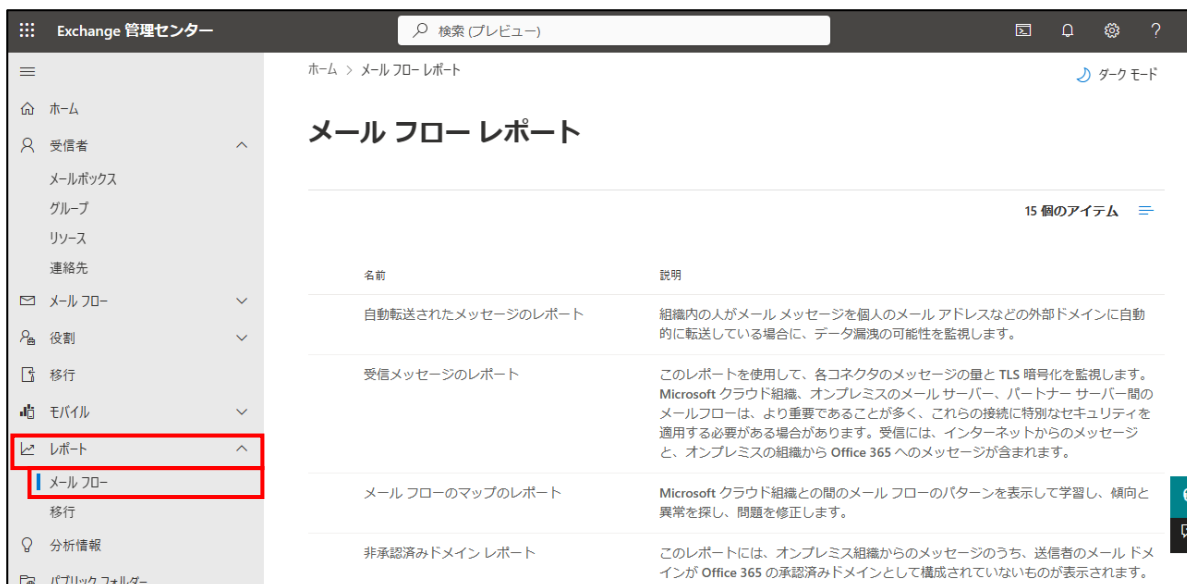 Exchange 管理センター
検索 (プレビュー)
?
ホーム > メール フロー レポート
ダーク モード
ホーム
受信者
メールボックス
グループ
リソース
連絡先
メール フロー
役割
移行
モバイル
レポート
メール フロー
移行
分析情報
パブリック フォルダー
メール フロー レポート
15 個のアイテム
名前
説明
自動転送されたメッセージのレポート
組織内の人がメール メッセージを個人のメール アドレスなどの外部ドメインに自動
的に転送している場合に、データ漏洩の可能性を監視します。
受信メッセージのレポート
このレポートを使用して、各コネクタのメッセージの量と TLS 暗号化を監視します。
Microsoft クラウド組織、オンプレミスのメール サーバー、パートナー サーバー間の
メールフローは、より重要であることが多く、これらの接続に特別なセキュリティを
適用する必要がある場合があります。受信には、インターネットからのメッセージ
と、オンプレミスの組織から Office 365 へのメッセージが含まれます。
メール フローのマップのレポート
Microsoft クラウド組織との間のメール フローのパターンを表示して学習し、傾向と
異常を探し、問題を修正します。
非承認済みドメイン レポート
このレポートには、オンプレミス組織からのメッセージのうち、送信者のメール ドメ
インが Office 365 の承認済みドメインとして構成されていないものが表示されます。